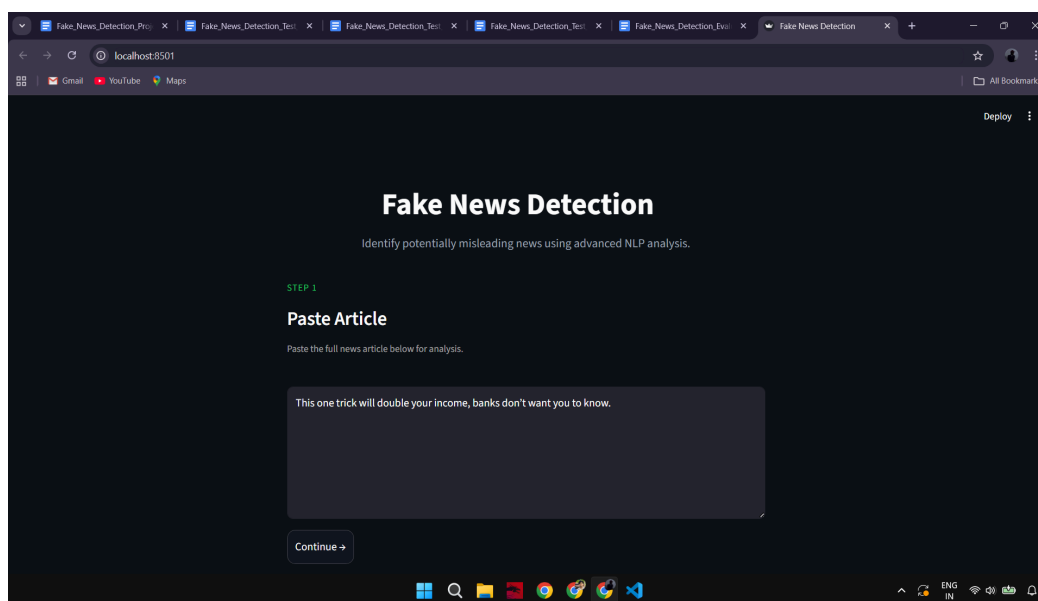 Fake_News_Detection_Proj
Fake_News_Detection_Test
Fake_News_Detection_Test
Fake_News_Detection_Test
Fake_News_Detection_Eval
Fake News Detection
localhost:8501
Gmail YouTube Maps
All Bookmark
Deploy
Fake News Detection
Identify potentially misleading news using advanced NLP analysis.
STEP 1
Paste Article
Paste the full news article below for analysis.
This one trick will double your income, banks don't want you to know.
Continue →
ENG
IN